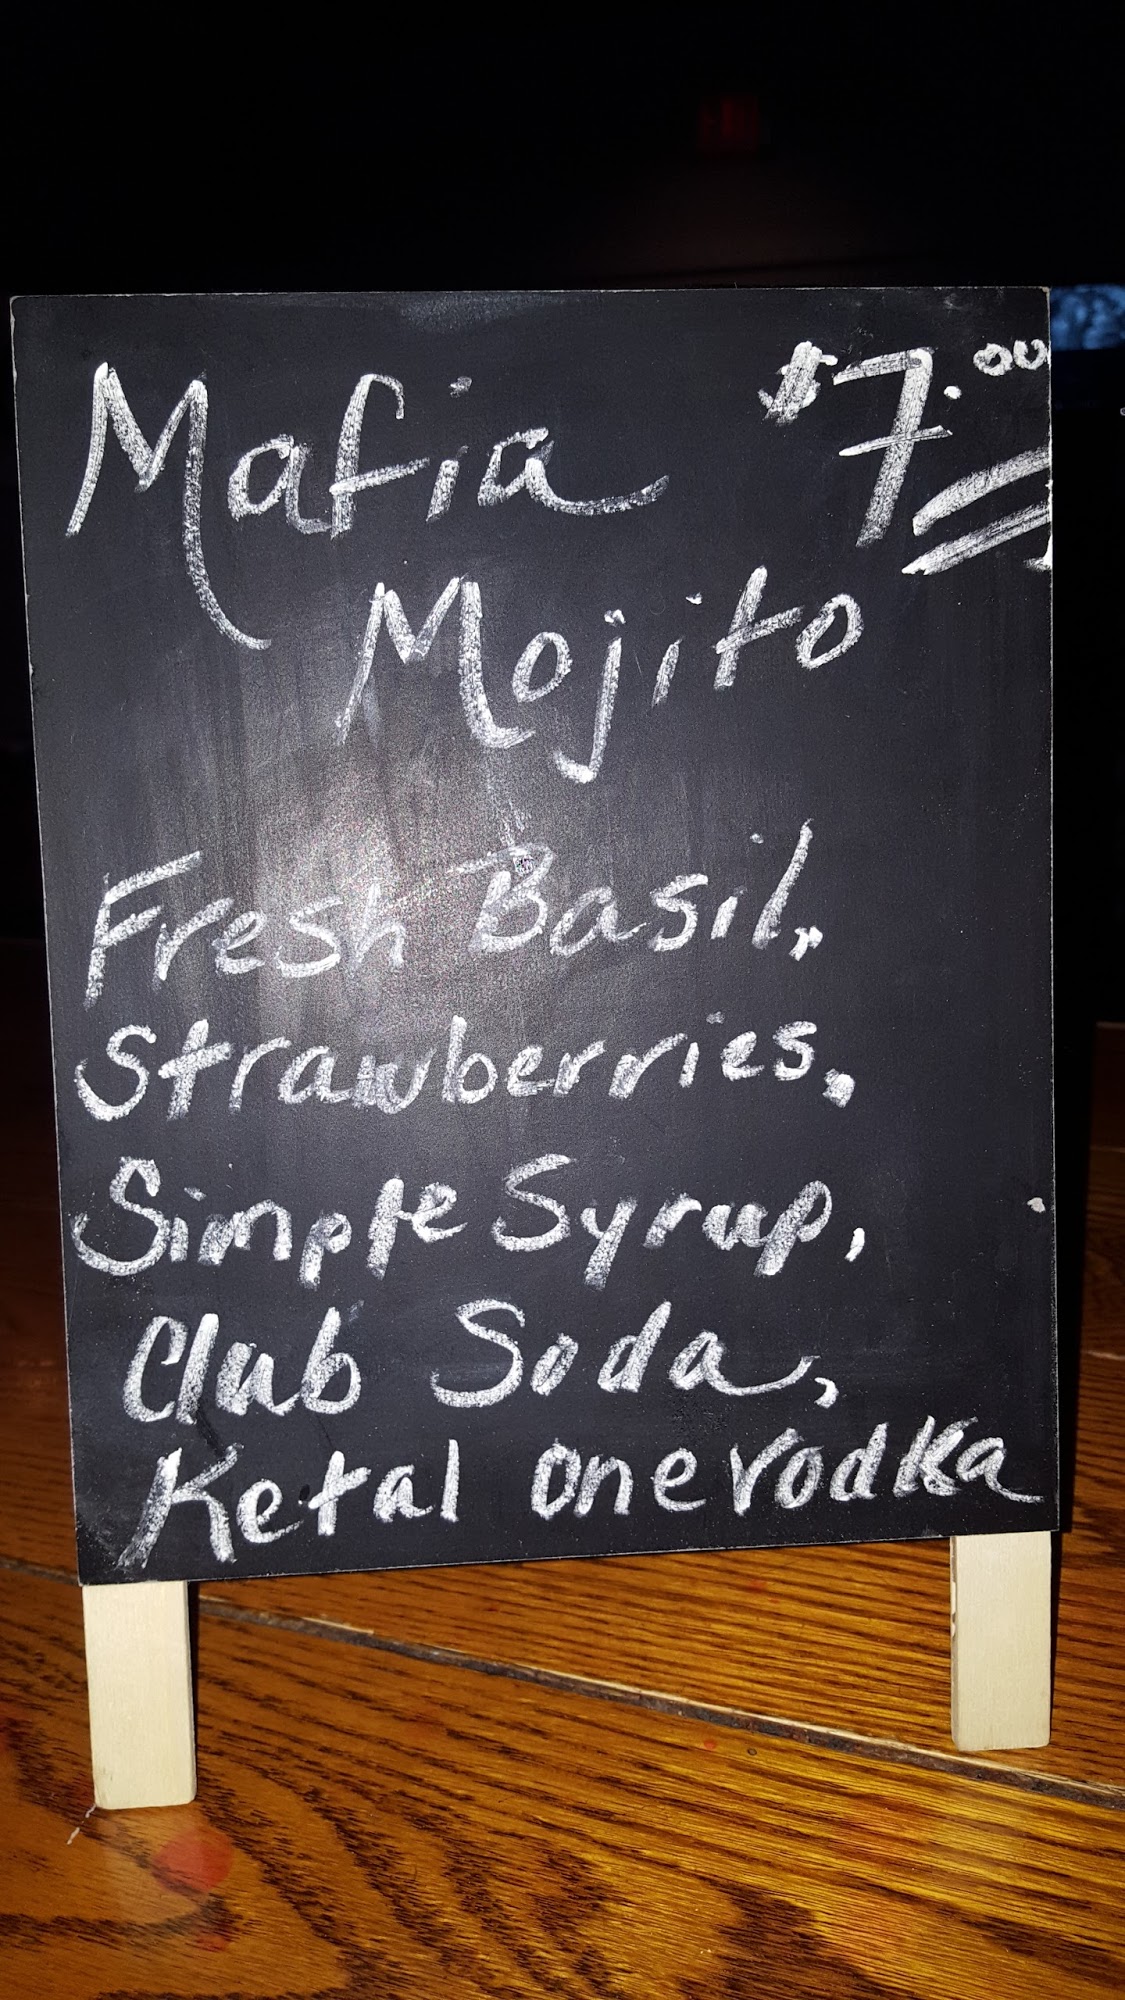 Mafia $7.00
Mojito
Fresh Basil,
Strawberries,
Simple Syrup,
Club Soda,
Ketal one vodka